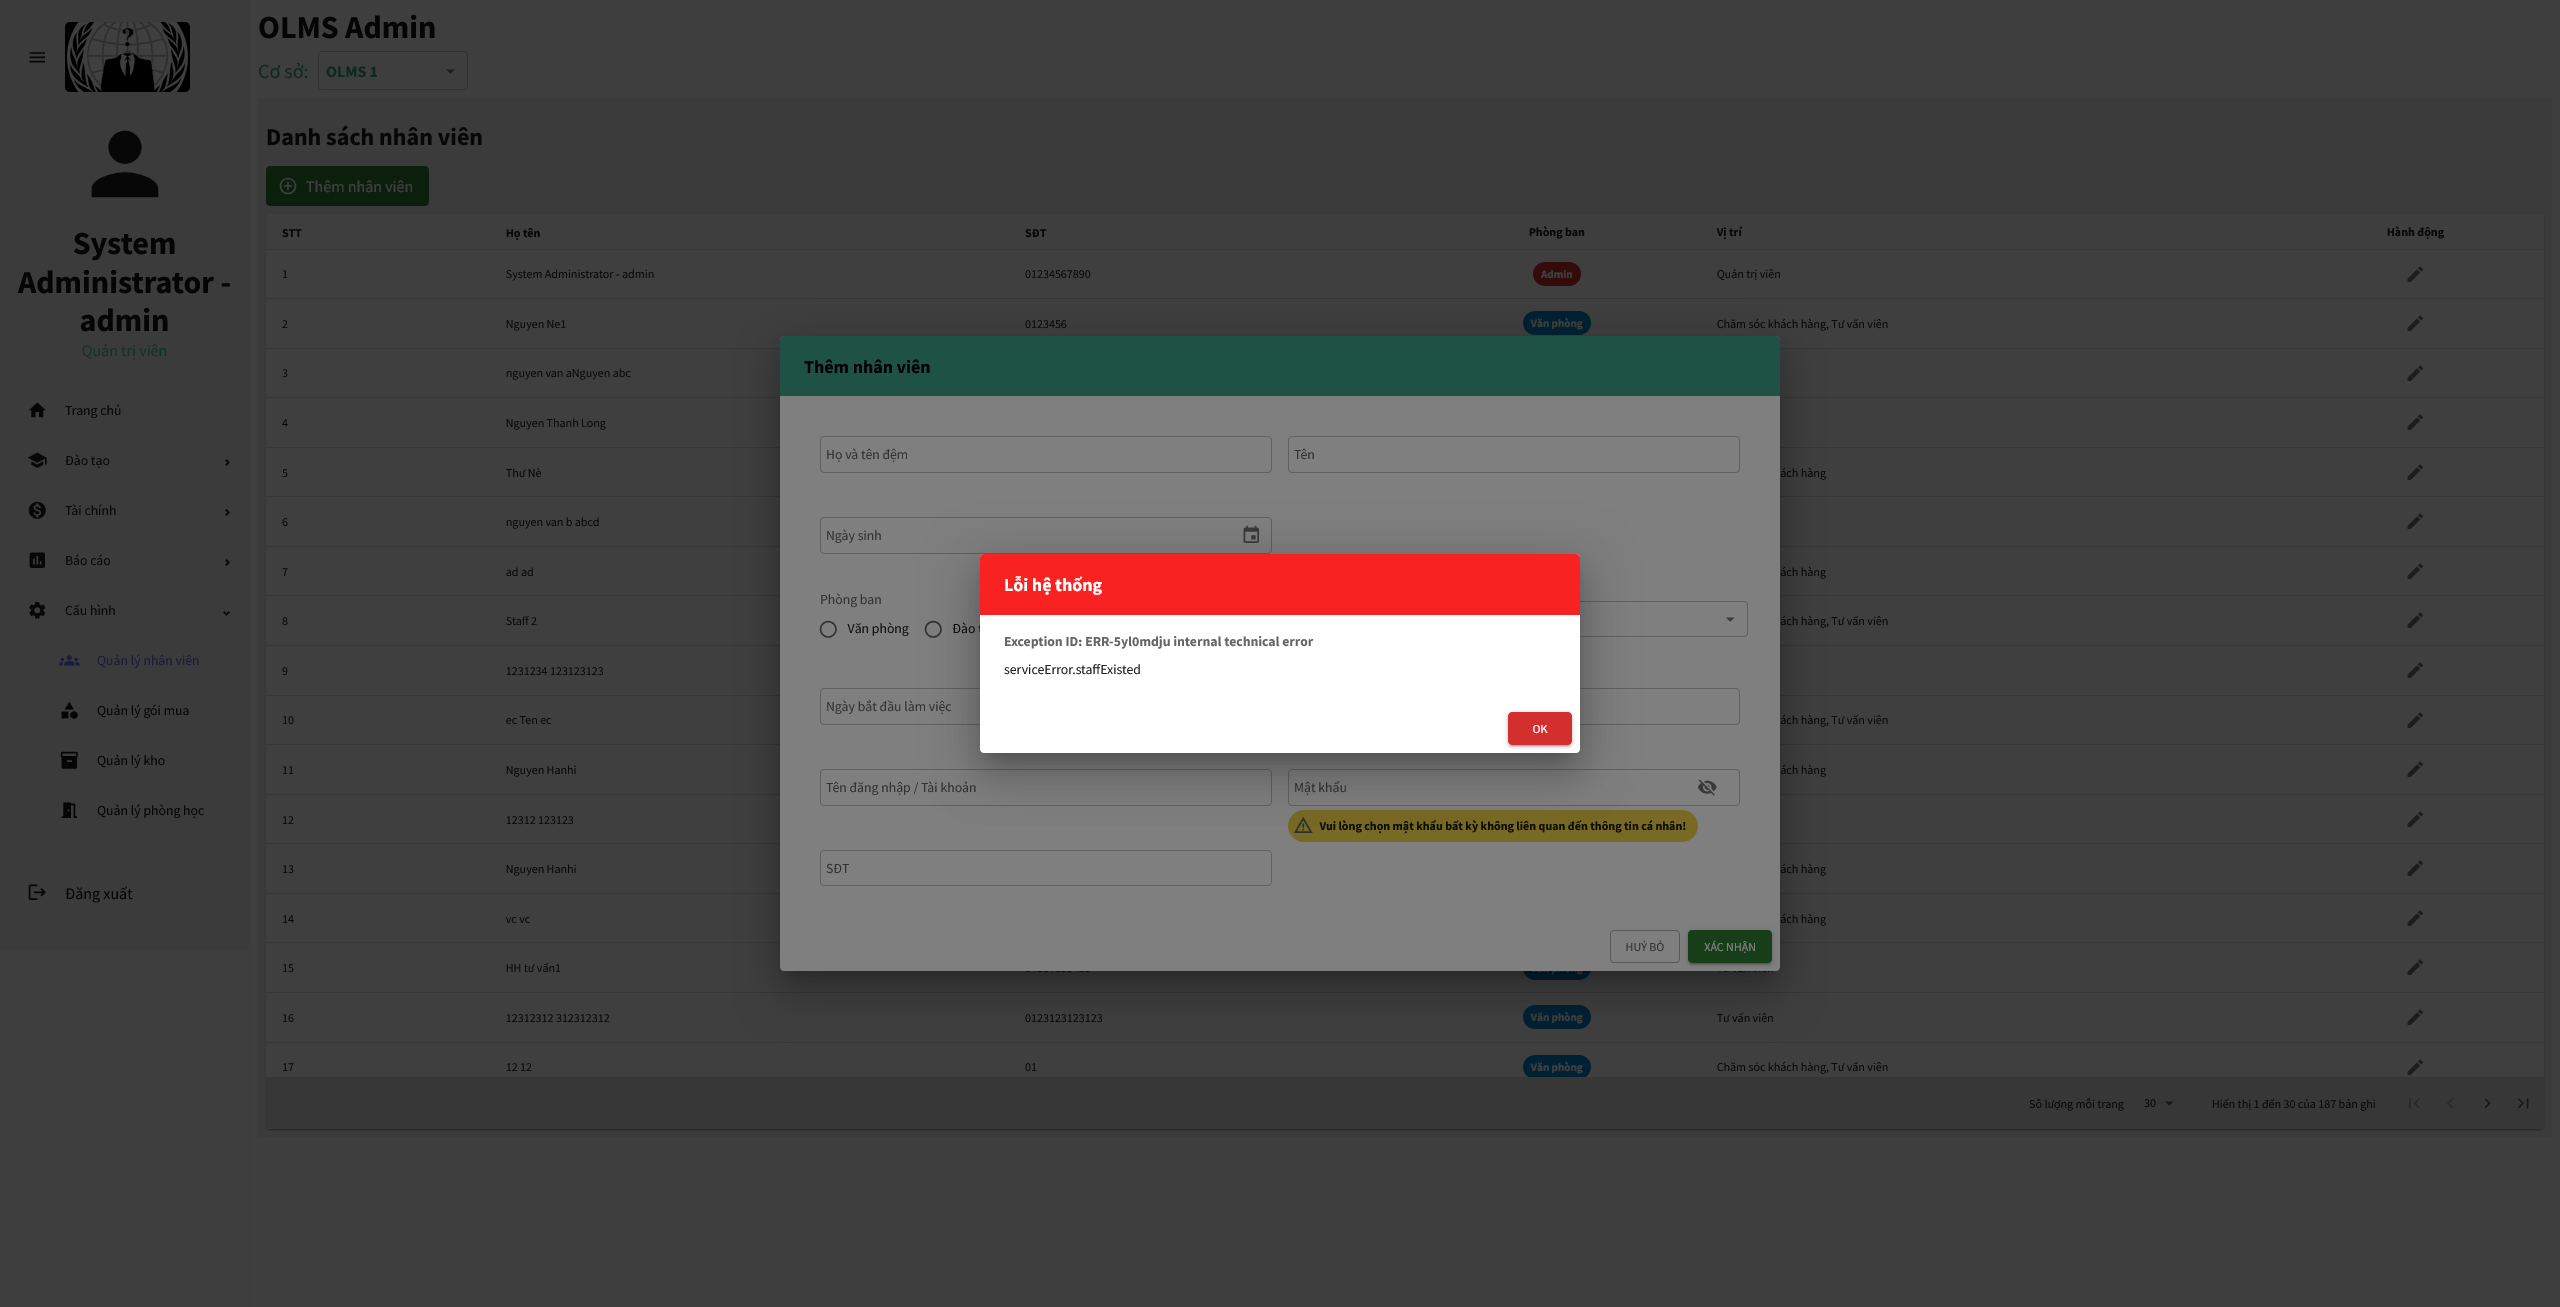 OLMS Admin
Cơ sở: OLMS 1
System
Administrator -
admin
Quản trị viên
Trang chủ
Đào tạo
Tài chính
Báo cáo
Cấu hình
Quản lý nhân viên
Quản lý gói mua
Quản lý kho
Quản lý phòng học
Đăng xuất
Danh sách nhân viên
Thêm nhân viên
STT Họ tên SĐT Phòng ban Vị trí Hành động
1 System Administrator - admin 01234567890 Admin Quản trị viên
2 Nguyen Ne1 0123456 Văn phòng Chăm sóc khách hàng, Tư vấn viên
3 nguyen van aNguyen abc
4 Nguyen Thanh Long
5 Thư Nè ách hàng
6 nguyen van b abcd
7 ad ad ách hàng
8 Staff 2 ách hàng, Tư vấn viên
9 1231234 123123123
10 ec Ten ec ách hàng, Tư vấn viên
11 Nguyen Hanhi ách hàng
12 12312 123123
13 Nguyen Hanhi ách hàng
14 vc vc ách hàng
15 HH tư vấn1
16 12312312 312312312 0123123123123 Văn phòng Tư vấn viên
17 12 12 01 Văn phòng Chăm sóc khách hàng, Tư vấn viên
Số lượng mỗi trang 30 Hiển thị 1 đến 30 của 187 bản ghi
Thêm nhân viên
Họ và tên đệm Tên
Ngày sinh
Phòng ban
Văn phòng Đào
Ngày bắt đầu làm việc
Tên đăng nhập / Tài khoản Mật khẩu
Vui lòng chọn mật khẩu bất kỳ không liên quan đến thông tin cá nhân!
SĐT
HUỶ BỎ XÁC NHẬN
Lỗi hệ thống
Exception ID: ERR-5yl0mdju internal technical error
serviceError.staffExisted
OK